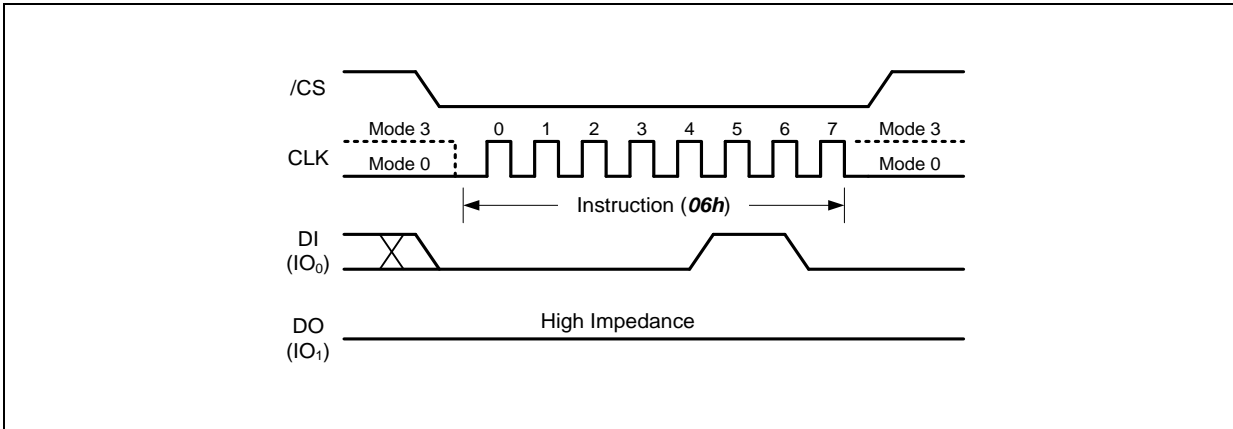 /CS
Mode 3 0 1 2 3 4 5 6 7 Mode 3
CLK
Mode 0 Mode 0
Instruction (06h)
DI
(IO₀)
High Impedance
DO
(IO₁)